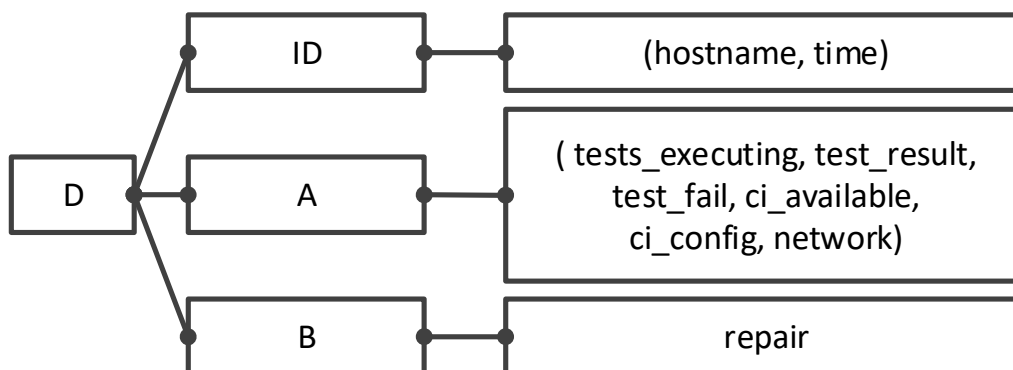 ID
(hostname, time)
D
A
( tests_executing, test_result,
test_fail, ci_available,
ci_config, network)
B
repair